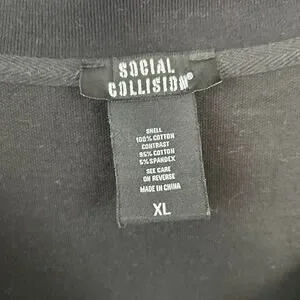 SOCIAL
COLLISION®
SHELL
100% COTTON
CONTRAST
95% COTTON
5% SPANDEX
SEE CARE
ON REVERSE
MADE IN CHINA
XL